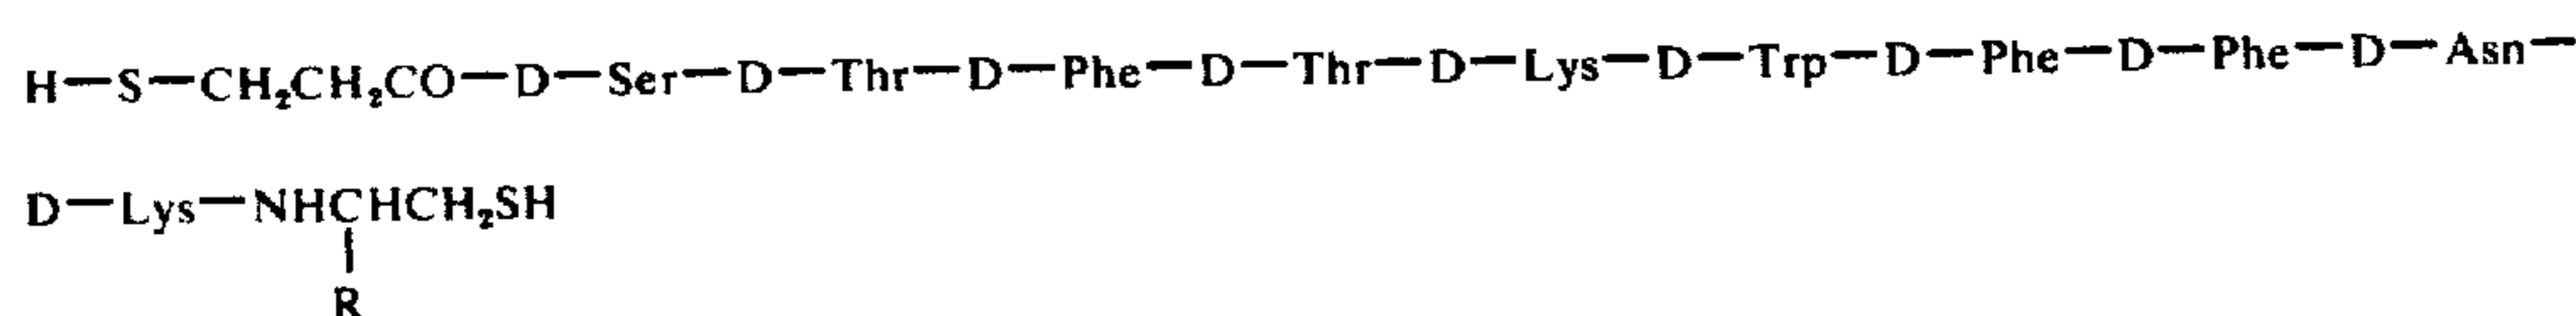 H—S—CH₂CH₂CO—D—Ser—D—Thr—D—Phe—D—Thr—D—Lys—D—Trp—D—Phe—D—Phe—D—Asn—
D—Lys—NHCHCH₂SH
R